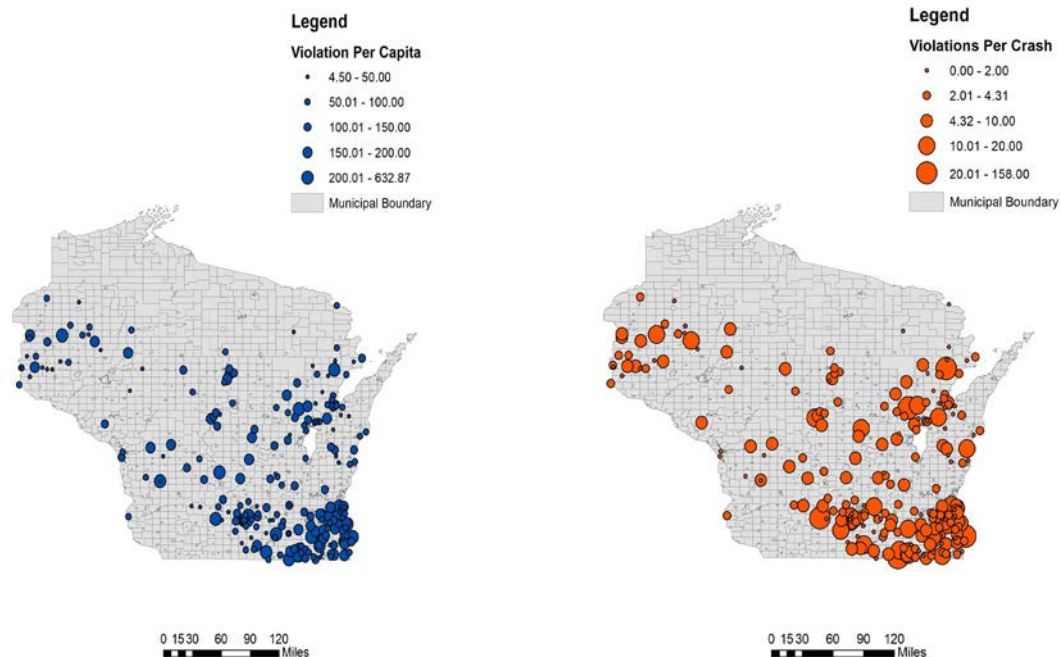 Legend
Violation Per Capita
4.50 - 50.00
50.01 - 100.00
100.01 - 150.00
150.01 - 200.00
200.01 - 632.87
Municipal Boundary
0 15 30 60 90 120
Miles
Legend
Violations Per Crash
0.00 - 2.00
2.01 - 4.31
4.32 - 10.00
10.01 - 20.00
20.01 - 158.00
Municipal Boundary
0 15 30 60 90 120
Miles